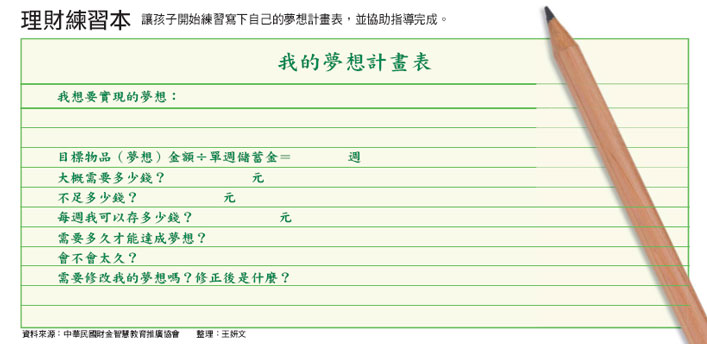 理財練習本 讓孩子開始練習寫下自己的夢想計畫表，並協助指導完成。
我的夢想計畫表
我想要實現的夢想：
目標物品（夢想）金額÷單週儲蓄金＝ 週
大概需要多少錢？ 元
不足多少錢？ 元
每週我可以存多少錢？ 元
需要多久才能達成夢想？
會不會太久？
需要修改我的夢想嗎？修正後是什麼？
資料來源：中華民國財金智慧教育推廣協會 整理：王妍文